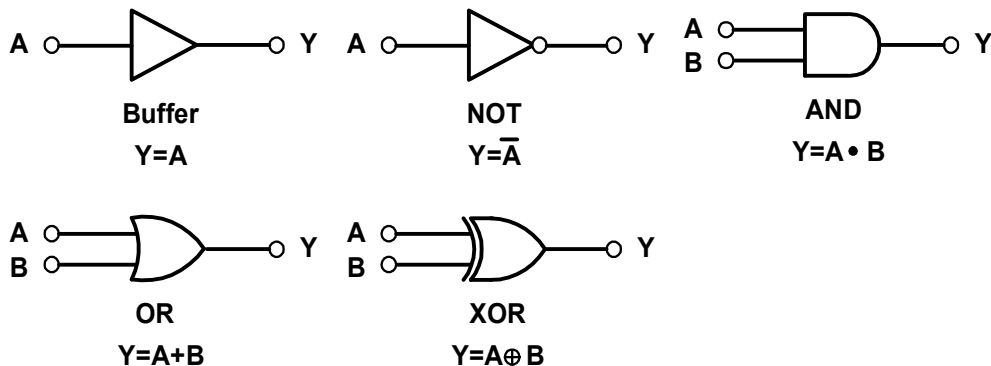 A Y
Buffer
Y=A
A Y
NOT
Y=A̅
A
B
Y
AND
Y=A • B
A
B
Y
OR
Y=A+B
A
B
Y
XOR
Y=A⊕B